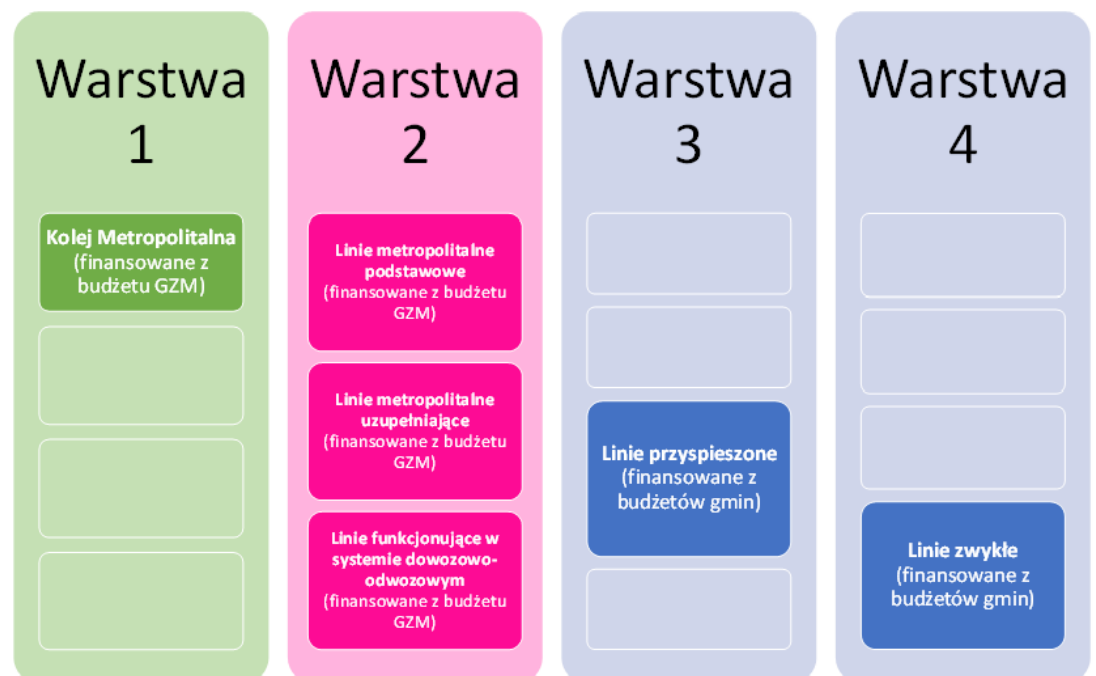 Warstwa
1
Kolej Metropolitalna
(finansowane z
budżetu GZM)
Warstwa
2
Linie metropolitalne
podstawowe
(finansowane z budżetu
GZM)
Linie metropolitalne
uzupełniające
(finansowane z budżetu
GZM)
Linie funkcjonujące w
systemie dowozowo-
odwozowym
(finansowane z budżetu
GZM)
Warstwa
3
Linie przyspieszone
(finansowane z
budżetów gmin)
Warstwa
4
Linie zwykłe
(finansowane z
budżetów gmin)